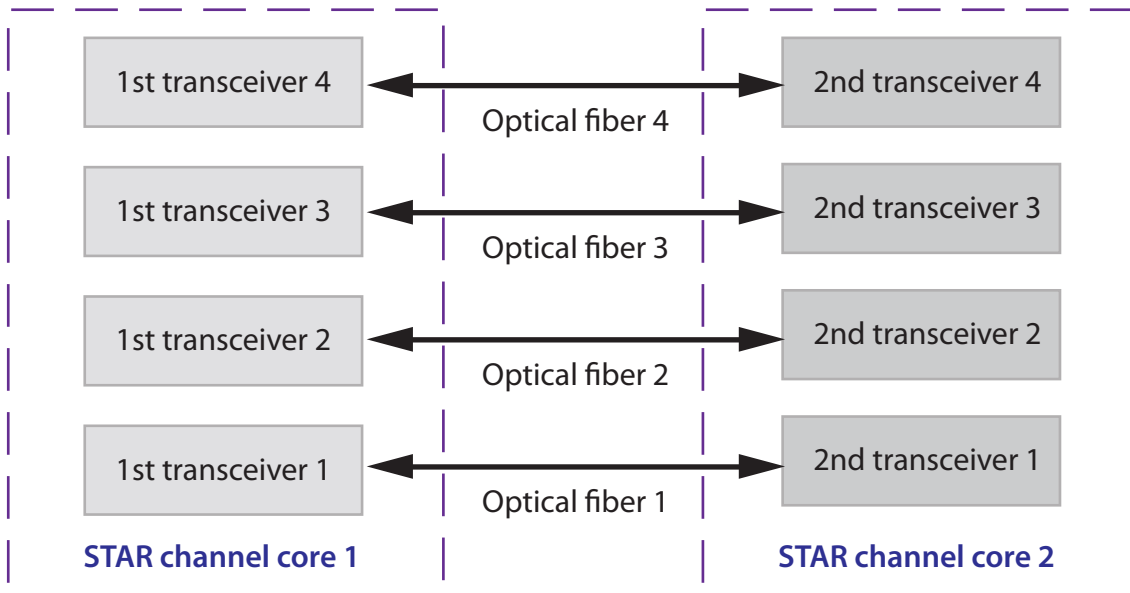 1st transceiver 4
Optical fiber 4
2nd transceiver 4
1st transceiver 3
Optical fiber 3
2nd transceiver 3
1st transceiver 2
Optical fiber 2
2nd transceiver 2
1st transceiver 1
Optical fiber 1
2nd transceiver 1
STAR channel core 1
STAR channel core 2